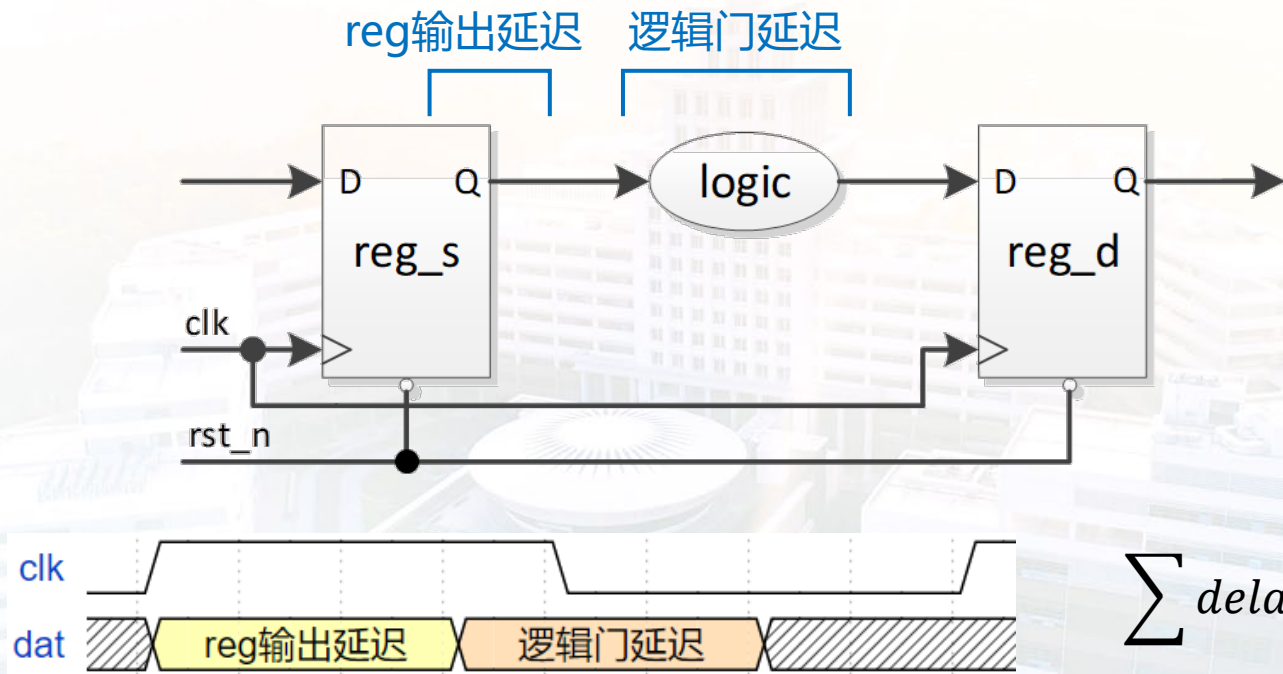 reg输出延迟 逻辑门延迟
D Q logic D Q
reg_s reg_d
clk
rst_n
clk
dat reg输出延迟 逻辑门延迟
∑ dela